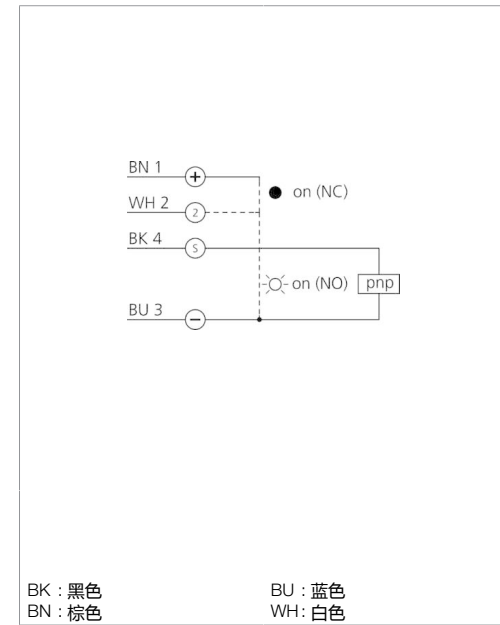 BN 1
+
on (NC)
WH 2
2
BK 4
S
on (NO)
pnp
BU 3
−
BK : 黑色
BU : 蓝色
BN : 棕色
WH : 白色